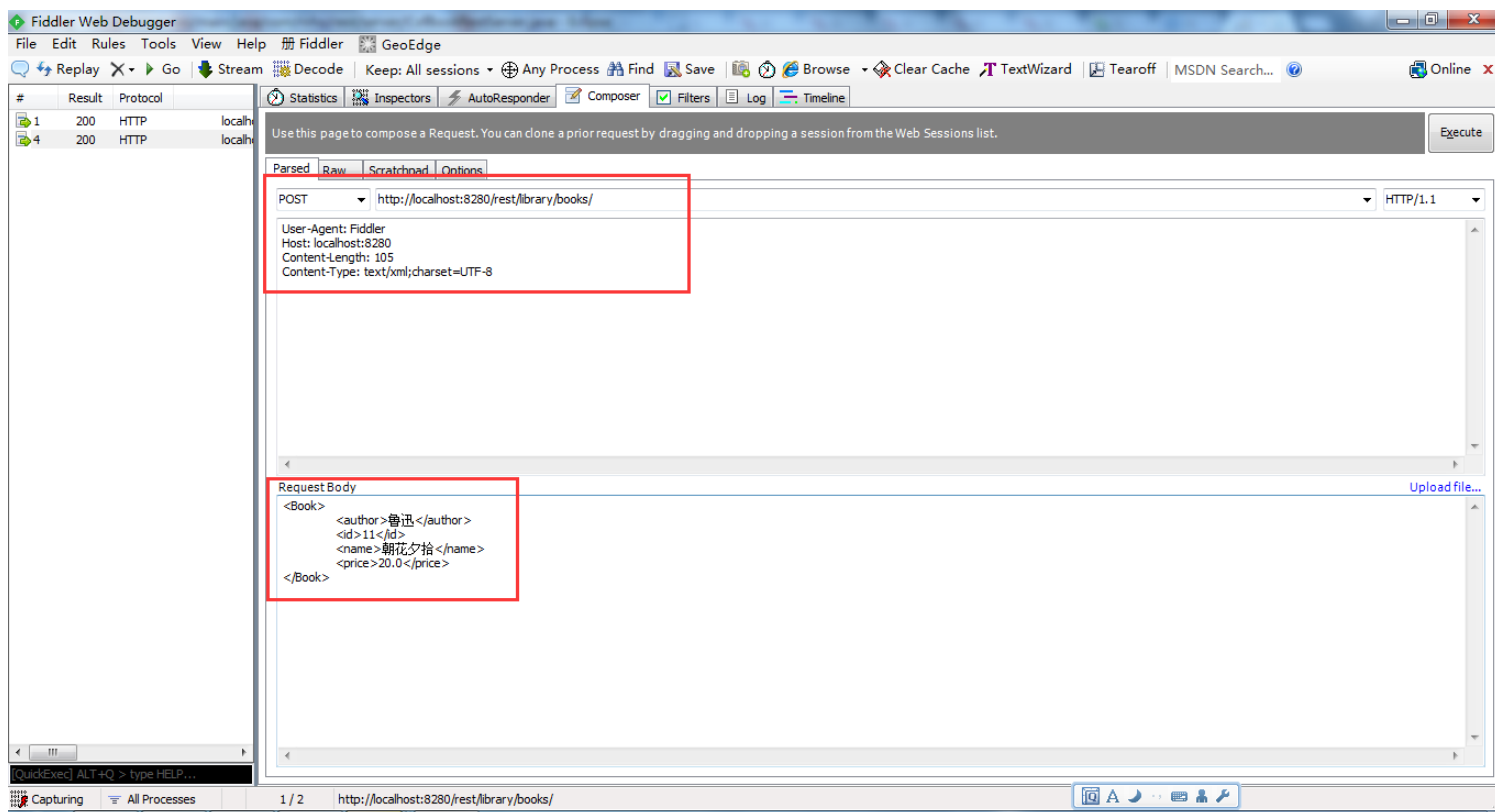 Fiddler Web Debugger
File Edit Rules Tools View Help 册 Fiddler GeoEdge
Replay Go Stream Decode Keep: All sessions Any Process Find Save Browse Clear Cache TextWizard Tearoff MSDN Search... Online x
# Result Protocol
Statistics Inspectors AutoResponder Composer Filters Log Timeline
1 200 HTTP localh
4 200 HTTP localh
Use this page to compose a Request. You can clone a prior request by dragging and dropping a session from the Web Sessions list.
Execute
Parsed Raw Scratchpad Options
POST http://localhost:8280/rest/library/books/ HTTP/1.1
User-Agent: Fiddler
Host: localhost:8280
Content-Length: 105
Content-Type: text/xml;charset=UTF-8
Request Body Upload file...
<Book>
<author>鲁迅</author>
<id>11</id>
<name>朝花夕拾</name>
<price>20.0</price>
</Book>
[QuickExec] ALT+Q > type HELP...
Capturing All Processes 1 / 2 http://localhost:8280/rest/library/books/
A